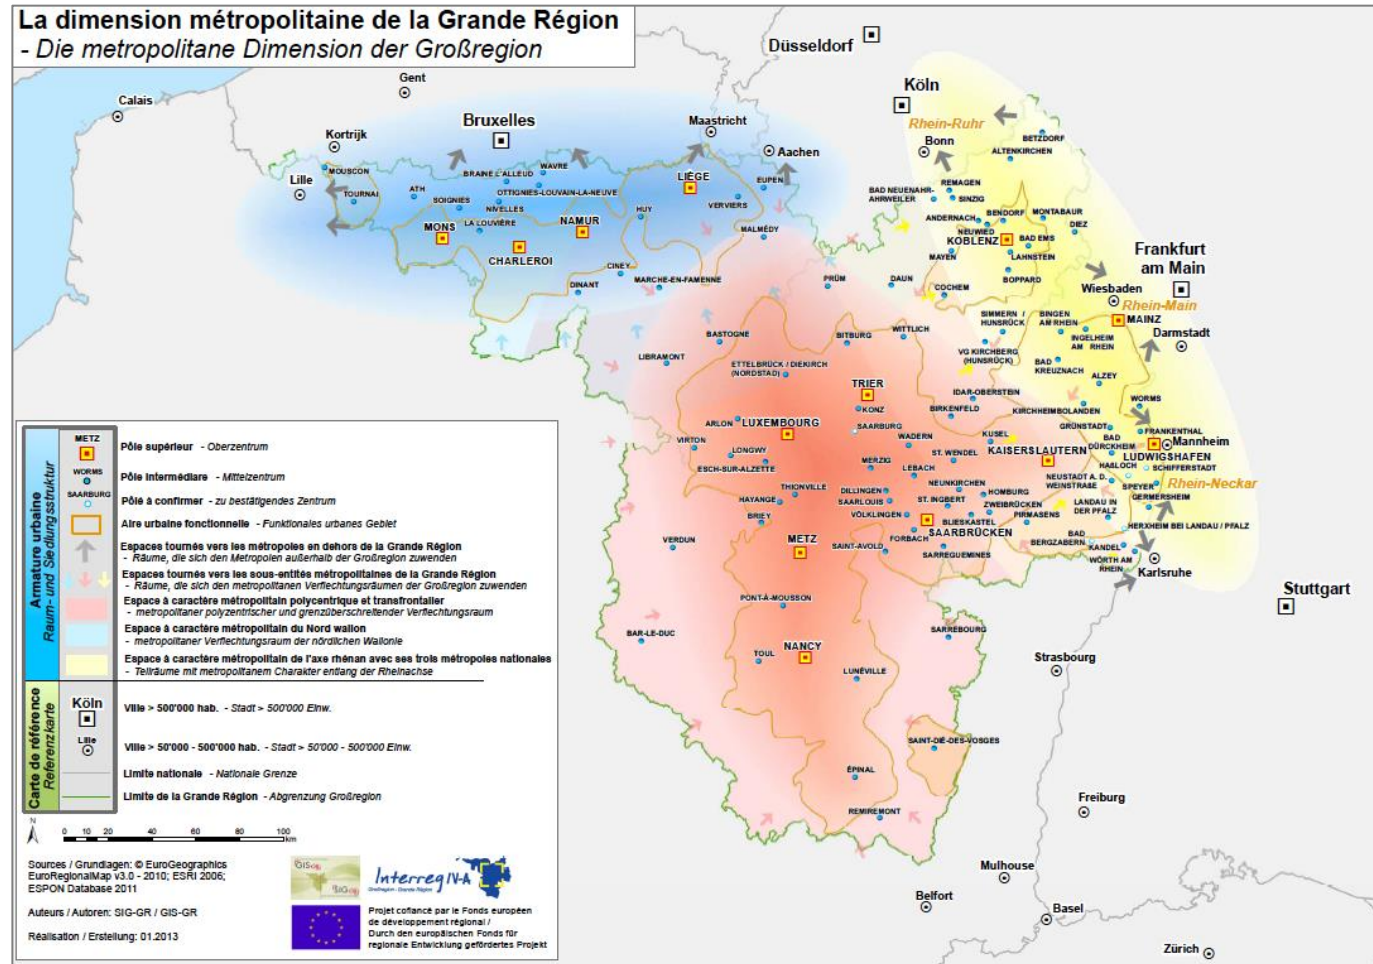 La dimension métropolitaine de la Grande Région
- Die metropolitane Dimension der Großregion
Düsseldorf
Köln
Gent
Calais
Rhein-Ruhr
Bonn
BETZDORF
ALTENKIRCHEN
Bruxelles
Maastricht
Kortrijk
Aachen
Lille
MOUSCON
TOURNAI
ATH
BRAINE L'ALLEUD
WAVRE
OTTIGNIES-LOUVAIN-LA-NEUVE
SOIGNIES
NIVELLES
LIÈGE
EUPEN
VERVIERS
MONS
LA LOUVIÈRE
NAMUR
HUY
MALMÉDY
CHARLEROI
CINEY
MARCHE-EN-FAMENNE
DINANT
BAD NEUENAHR-
AHRWEILER
REMAGEN
SINZIG
ANDERNACH
BENDORF
MONTABAUR
NEUWIED
KOBLENZ
BAD EMS
DIEZ
LAHNSTEIN
MAYEN
BOPPARD
COCHEM
PRÜM
DAUN
Frankfurt
am Main
Wiesbaden
Rhein-Main
MAINZ
Darmstadt
SIMMERN /
HUNSRÜCK
BINGEN
AM RHEIN
INGELHEIM
AM RHEIN
VG KIRCHBERG
(HUNSRÜCK)
BAD
KREUZNACH
ALZEY
BASTOGNE
BITBURG
WITTLICH
LIBRAMONT
ETTELBRÜCK / DIEKIRCH
(NORDSTAD)
TRIER
KONZ
IDAR-OBERSTEIN
BIRKENFELD
KIRCHHEIMBOLANDEN
WORMS
ARLON
LUXEMBOURG
SAARBURG
GRÜNSTADT
FRANKENTHAL
Mannheim
VIRTON
LONGWY
ESCH-SUR-ALZETTE
WADERN
KUSEL
KAISERSLAUTERN
BAD
DÜRCKHEIM
LUDWIGSHAFEN
HAßLOCH
SCHIFFERSTADT
MERZIG
ST. WENDEL
LEBACH
NEUSTADT A. D.
WEINSTRAßE
SPEYER
Rhein-Neckar
GERMERSHEIM
THIONVILLE
HAYANGE
BRIEY
DILLINGEN
SAARLOUIS
VÖLKLINGEN
NEUNKIRCHEN
ST. INGBERT
HOMBURG
ZWEIBRÜCKEN
BLIESKASTEL
PIRMASENS
LANDAU IN
DER PFALZ
HERXHEIM BEI LANDAU / PFALZ
SAARBRÜCKEN
FORBACH
SARREGUEMINES
SAINT-AVOLD
METZ
VERDUN
BAD
BERGZABERN
KANDEL
WÖRTH AM
RHEIN
Karlsruhe
Stuttgart
PONT-À-MOUSSON
BAR-LE-DUC
TOUL
NANCY
SARREBOURG
LUNÉVILLE
Strasbourg
SAINT-DIÉ-DES-VOSGES
ÉPINAL
REMIREMONT
Freiburg
Mulhouse
Belfort
Basel
Zürich
Armature urbaine
Raum- und Siedlungsstruktur
METZ
Pôle supérieur - Oberzentrum
WORMS
Pôle Intermédiare - Mittelzentrum
SAARBURG
Pôlé à confirmer - zu bestätigendes Zentrum
Aire urbaine fonctionnelle - Funktionales urbanes Gebiet
Espaces tournés vers les métropoles en dehors de la Grande Région
- Räume, die sich den Metropolen außerhalb der Großregion zuwenden
Espaces tournés vers les sous-entités métropolitaines de la Grande Région
- Räume, die sich den metropolitanen Verflechtungsräumen der Großregion zuwenden
Espace à caractère métropolitain polycentrique et transfrontalier
- metropolitaner polyzentrischer und grenzüberschreitender Verflechtungsraum
Espace à caractère métropolitain du Nord wallon
- metropolitaner Verflechtungsraum der nördlichen Wallonie
Espace à caractère métropolitain de l'axe rhénan avec ses trois métropoles nationales
- Teilräume mit metropolitanem Charakter entlang der Rheinachse
Carte de référence
Referenzkarte
Köln
Ville > 500'000 hab. - Stadt > 500'000 Einw.
Lille
Ville > 50'000 - 500'000 hab. - Stadt > 50'000 - 500'000 Einw.
Limite nationale - Nationale Grenze
Limite de la Grande Région - Abgrenzung Großregion
N
0 10 20 40 60 80 100
km
Sources / Grundlagen: © EuroGeographics
EuroRegionalMap v3.0 - 2010; ESRI 2006;
ESPON Database 2011
Auteurs / Autoren: SIG-GR / GIS-GR
Réalisation / Erstellung: 01.2013
Interreg IV-A
Großregion - Grande Région
Projet cofiancé par le Fonds européen
de dévéloppement régional /
Durch den europäischen Fonds für
regionale Entwicklung gefördertes Projekt